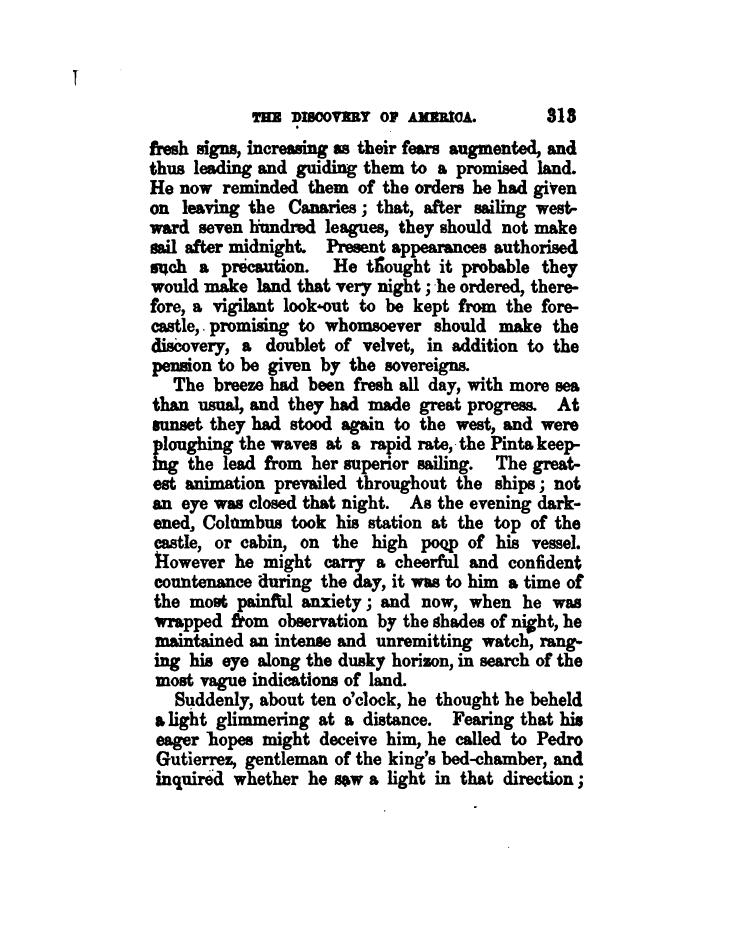 THE DISCOVERY OF AMERICA. 313
fresh signs, increasing as their fears augmented, and
thus leading and guiding them to a promised land.
He now reminded them of the orders he had given
on leaving the Canaries; that, after sailing west-
ward seven hundred leagues, they should not make
sail after midnight. Present appearances authorised
such a precaution. He thought it probable they
would make land that very night; he ordered, there-
fore, a vigilant look-out to be kept from the fore-
castle, promising to whomsoever should make the
discovery, a doublet of velvet, in addition to the
pension to be given by the sovereigns.
The breeze had been fresh all day, with more sea
than usual, and they had made great progress. At
sunset they had stood again to the west, and were
ploughing the waves at a rapid rate, the Pinta keep-
ing the lead from her superior sailing. The great-
est animation prevailed throughout the ships; not
an eye was closed that night. As the evening dark-
ened, Columbus took his station at the top of the
castle, or cabin, on the high poop of his vessel.
However he might carry a cheerful and confident
countenance during the day, it was to him a time of
the most painful anxiety; and now, when he was
wrapped from observation by the shades of night, he
maintained an intense and unremitting watch, rang-
ing his eye along the dusky horizon, in search of the
most vague indications of land.
Suddenly, about ten o'clock, he thought he beheld
a light glimmering at a distance. Fearing that his
eager hopes might deceive him, he called to Pedro
Gutierrez, gentleman of the king's bed-chamber, and
inquired whether he saw a light in that direction;